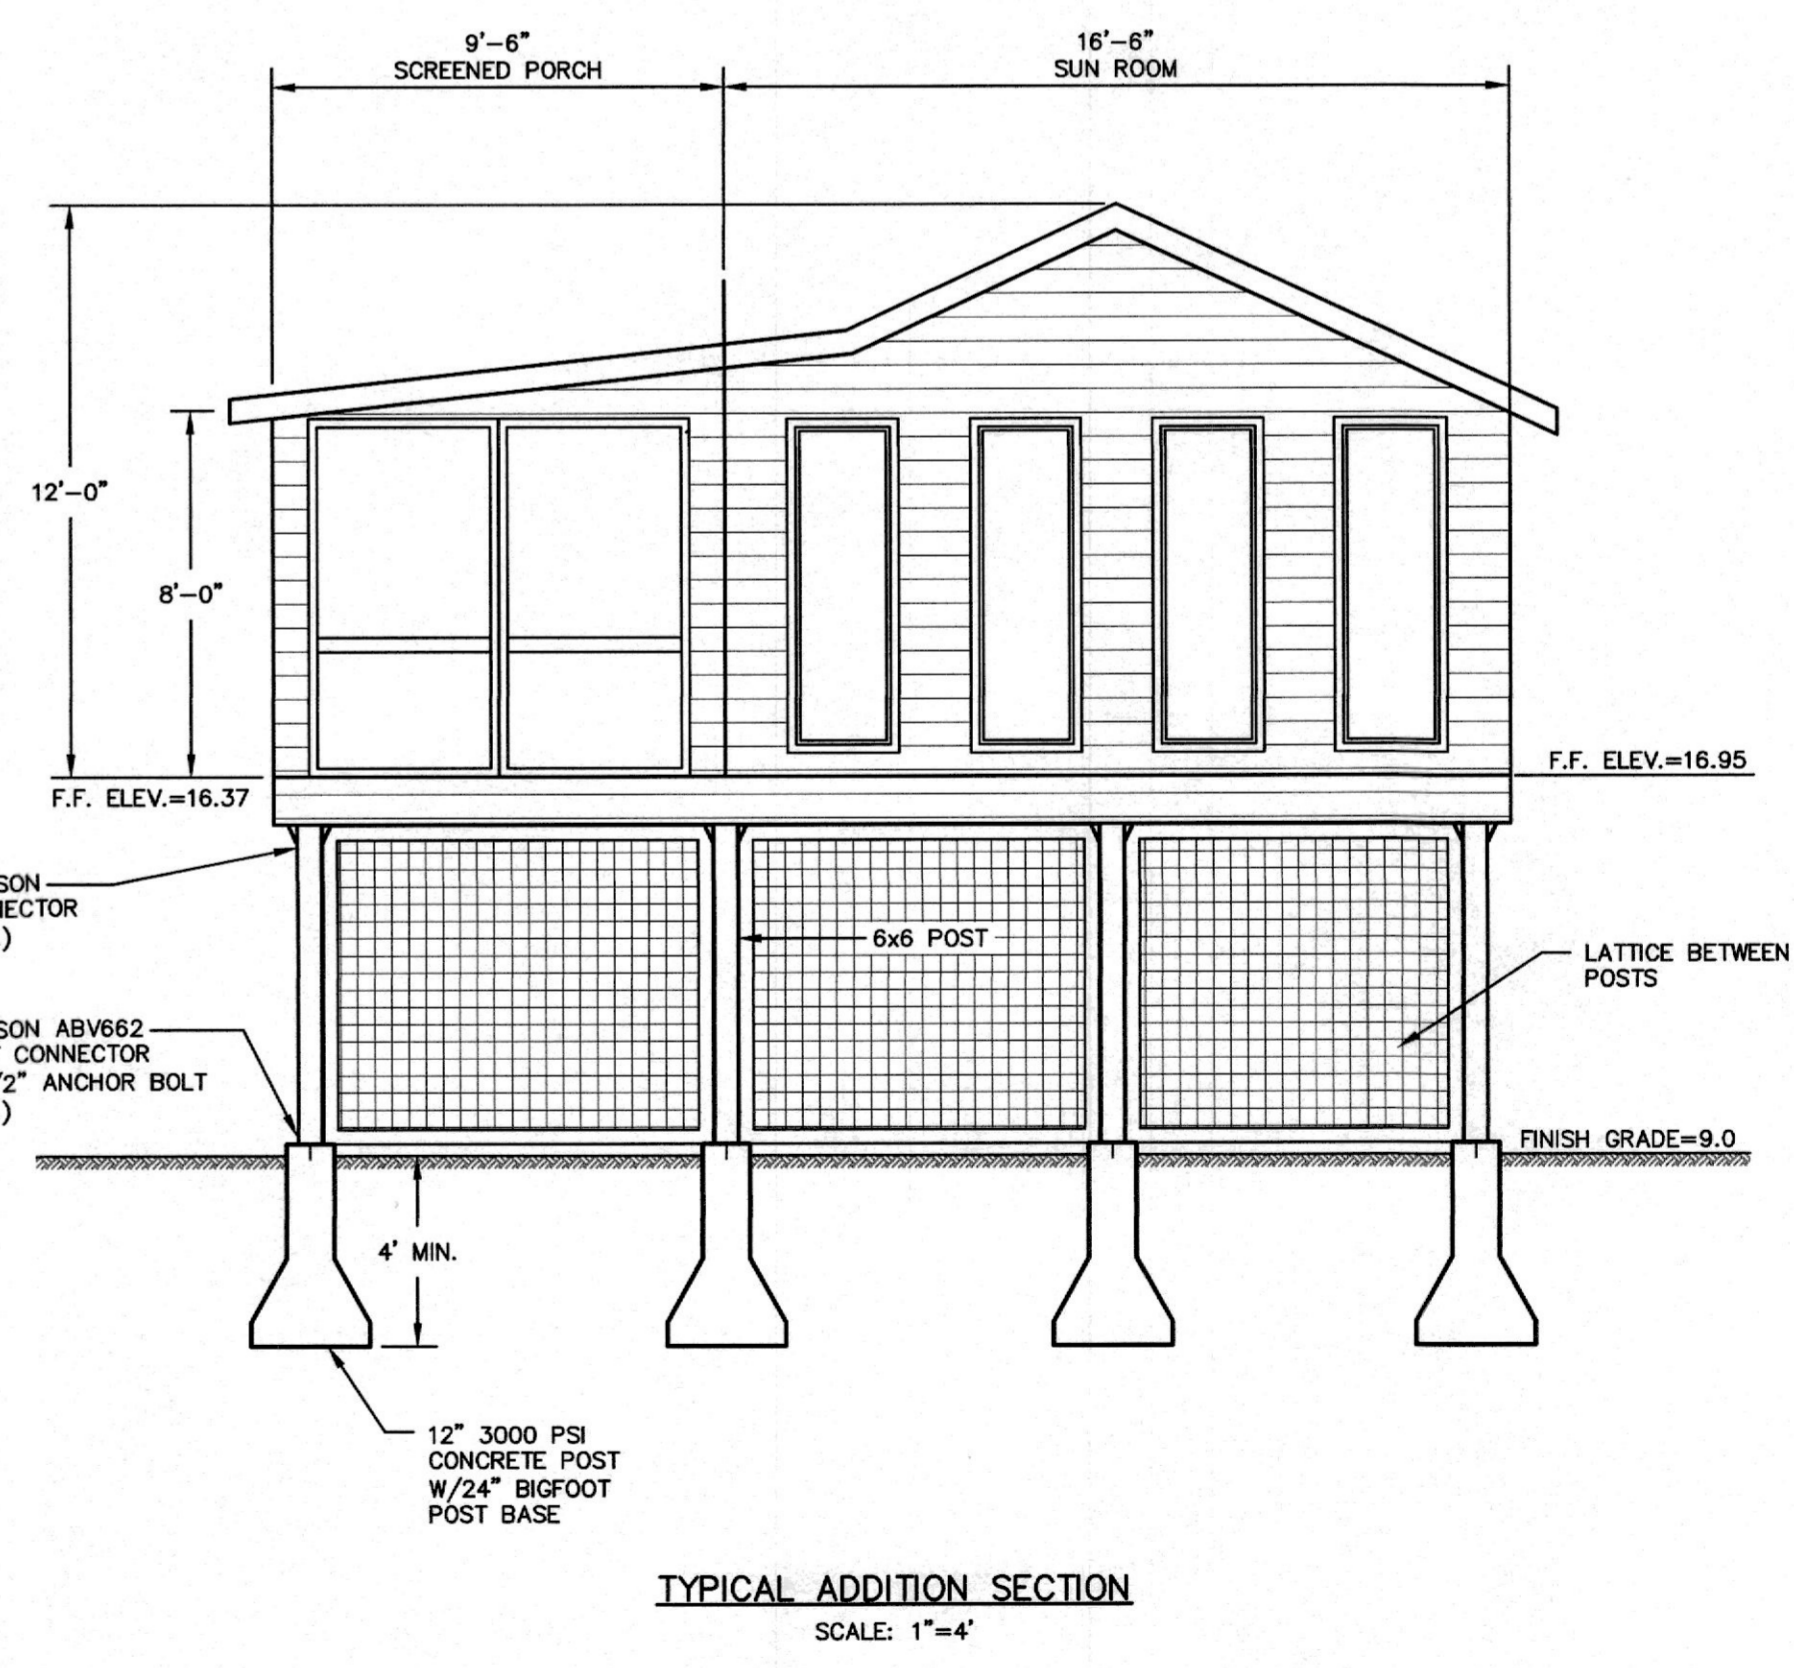 9'-6"
SCREENED PORCH
16'-6"
SUN ROOM
12'-0"
8'-0"
F.F. ELEV.=16.37
F.F. ELEV.=16.95
SON
NECTOR
)
6x6 POST
LATTICE BETWEEN
POSTS
SON ABV662
CONNECTOR
/2" ANCHOR BOLT
)
FINISH GRADE=9.0
4' MIN.
12" 3000 PSI
CONCRETE POST
W/24" BIGFOOT
POST BASE
TYPICAL ADDITION SECTION
SCALE: 1"=4'